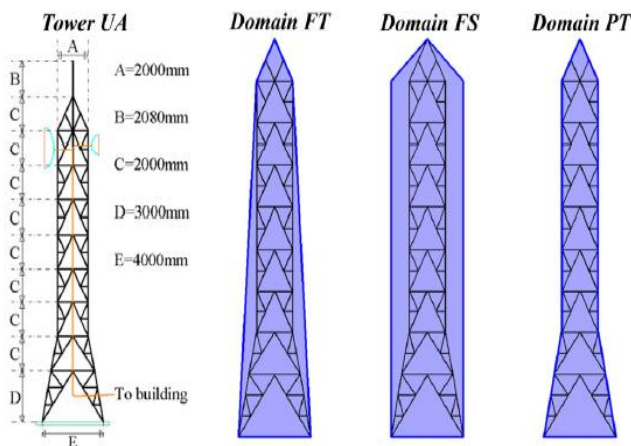 Tower UA
Domain FT
Domain FS
Domain PT
A
A=2000mm
B
B=2080mm
C
C
C=2000mm
C
D=3000mm
C
C
E=4000mm
C
C
C
D
To building
E